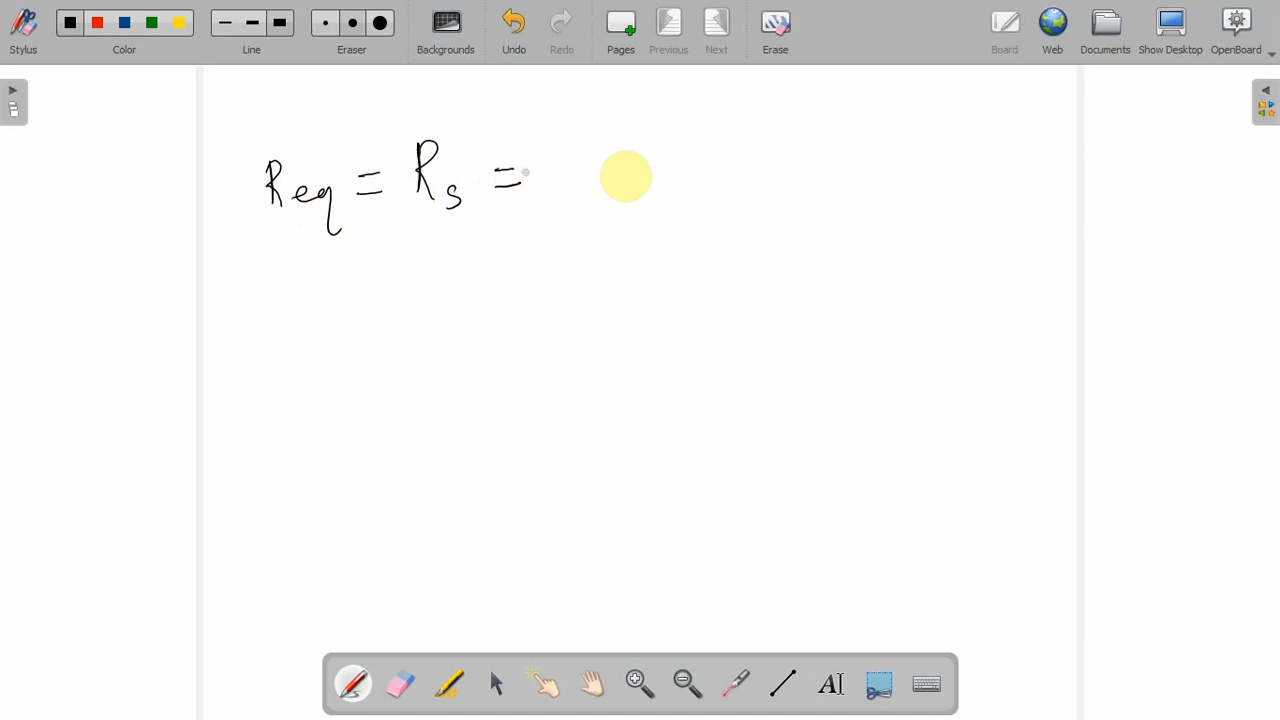 Stylus Color Line Eraser Backgrounds Undo Redo Pages Previous Next Erase Board Web Documents Show Desktop OpenBoard
Req = Rs =
AI